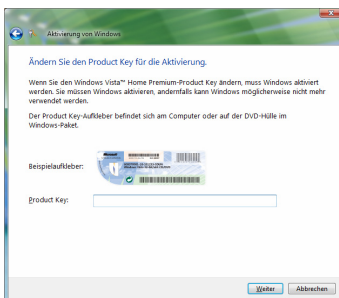 Aktivierung von Windows
Ändern Sie den Product Key für die Aktivierung.
Wenn Sie den Windows Vista™ Home Premium-Product Key ändern, muss Windows aktiviert
werden. Sie müssen Windows aktivieren, andernfalls kann Windows möglicherweise nicht mehr
verwendet werden.
Der Product Key-Aufkleber befindet sich am Computer oder auf der DVD-Hülle im
Windows-Paket.
Beispielaufkleber:
Product Key:
Weiter
Abbrechen